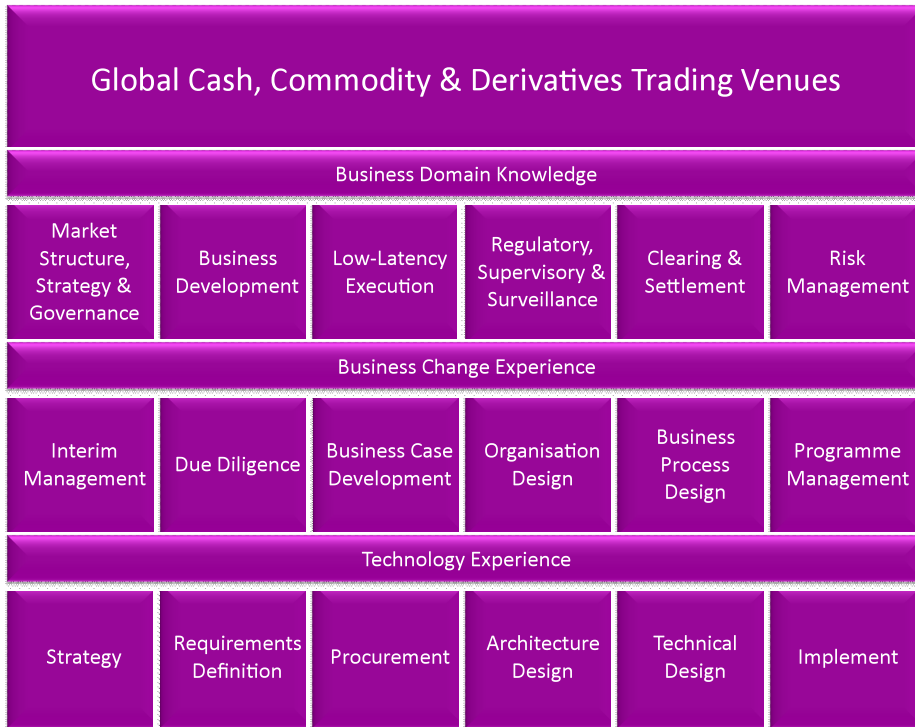 Global Cash, Commodity & Derivatives Trading Venues
Business Domain Knowledge
Market
Structure,
Strategy &
Governance
Business
Development
Low-Latency
Execution
Regulatory,
Supervisory &
Surveillance
Clearing &
Settlement
Risk
Management
Business Change Experience
Interim
Management
Due Diligence
Business Case
Development
Organisation
Design
Business
Process
Design
Programme
Management
Technology Experience
Strategy
Requirements
Definition
Procurement
Architecture
Design
Technical
Design
Implement